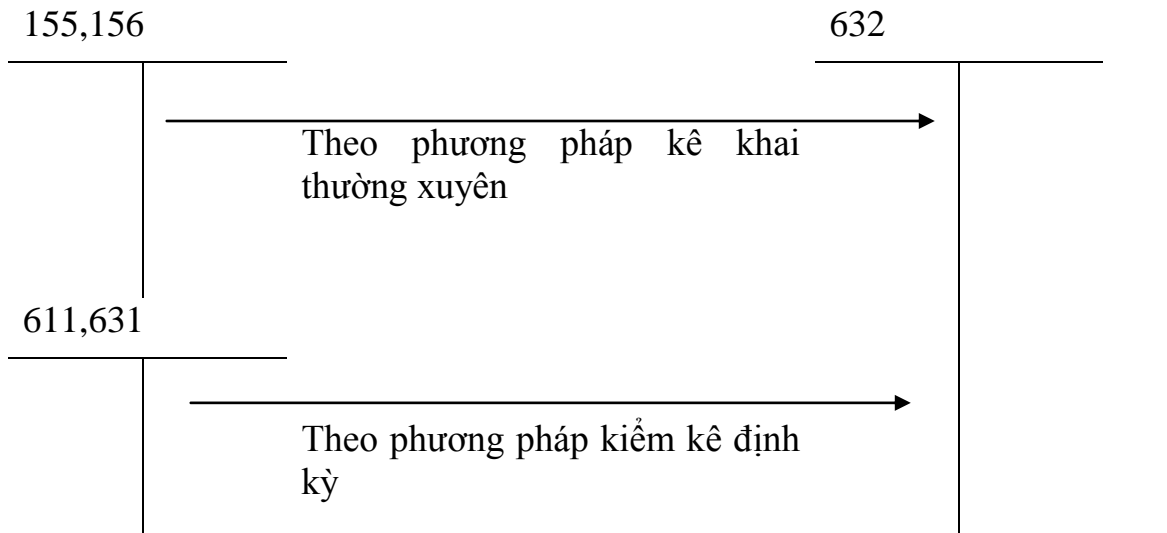 155,156
632
Theo phương pháp kê khai
thường xuyên
611,631
Theo phương pháp kiểm kê định
kỳ